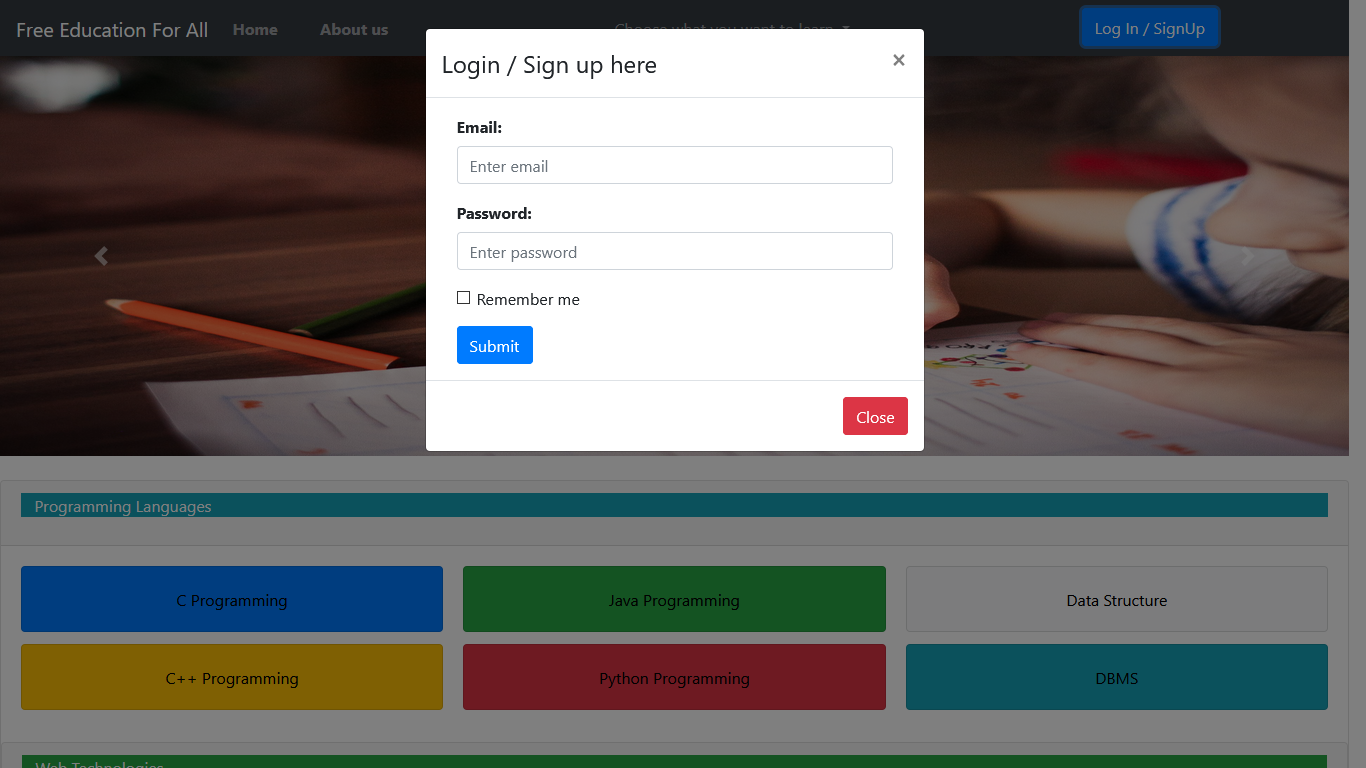 Free Education For All
Home
About us
Choose what you want to learn
Log In / SignUp
Login / Sign up here
×
Email:
Enter email
Password:
Enter password
Remember me
Submit
Close
Programming Languages
C Programming
Java Programming
Data Structure
C++ Programming
Python Programming
DBMS
Web Technologies